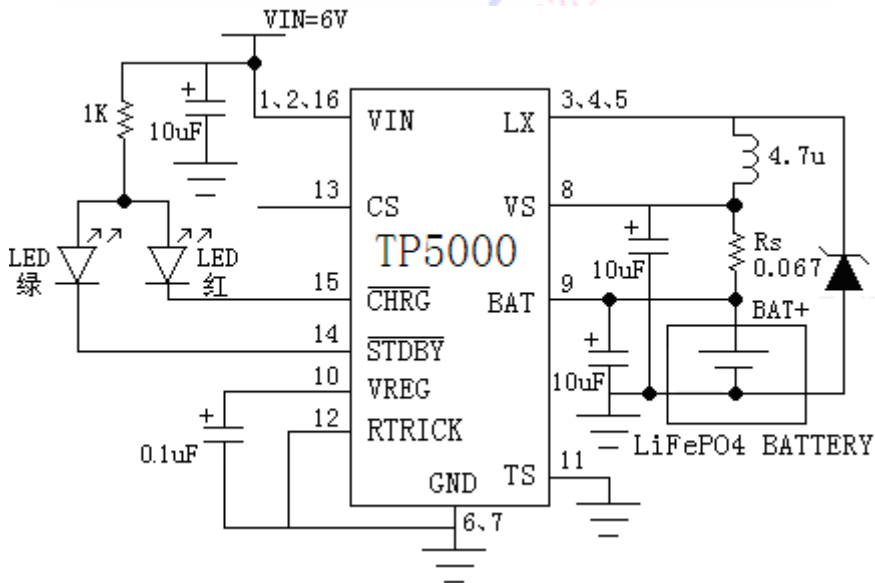 VIN=6V
1K
10uF
1、2、16
VIN
LX
3、4、5
4.7u
13
CS
VS
8
TP5000
LED
绿
LED
红
10uF
Rs
0.067
15
CHRG
BAT
9
BAT+
14
STDBY
10uF
10
VREG
12
RTRICK
0.1uF
LiFePO4 BATTERY
TS
11
GND
6、7